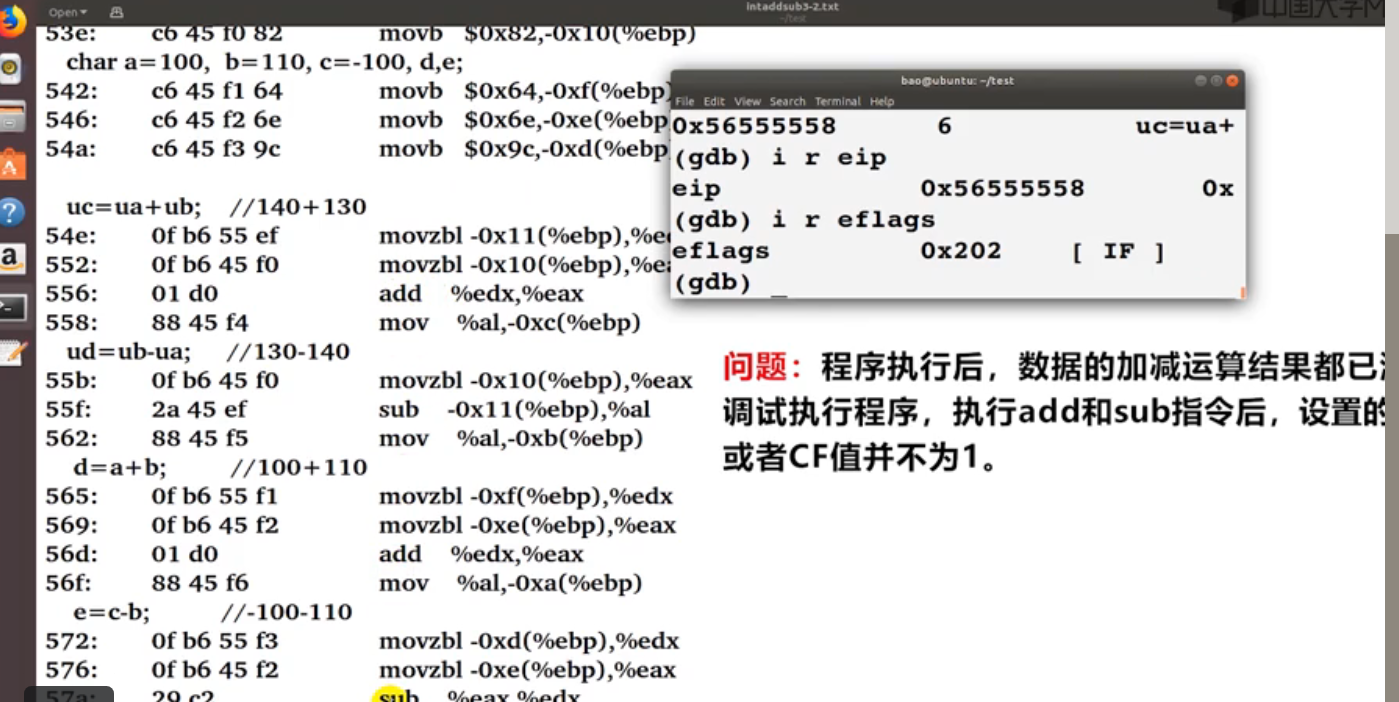 Open
intaddsub3-2.txt
~/test
中国大学M
53e: c6 45 f0 82 movb $0x82,-0x10(%ebp)
char a=100, b=110, c=-100, d,e;
542: c6 45 f1 64 movb $0x64,-0xf(%ebp)
546: c6 45 f2 6e movb $0x6e,-0xe(%ebp
54a: c6 45 f3 9c movb $0x9c,-0xd(%ebp
uc=ua+ub; //140+130
54e: 0f b6 55 ef movzbl -0x11(%ebp),%e
552: 0f b6 45 f0 movzbl -0x10(%ebp),%ea
556: 01 d0 add %edx,%eax
558: 88 45 f4 mov %al,-0xc(%ebp)
ud=ub-ua; //130-140
55b: 0f b6 45 f0 movzbl -0x10(%ebp),%eax
55f: 2a 45 ef sub -0x11(%ebp),%al
562: 88 45 f5 mov %al,-0xb(%ebp)
d=a+b; //100+110
565: 0f b6 55 f1 movzbl -0xf(%ebp),%edx
569: 0f b6 45 f2 movzbl -0xe(%ebp),%eax
56d: 01 d0 add %edx,%eax
56f: 88 45 f6 mov %al,-0xa(%ebp)
e=c-b; //-100-110
572: 0f b6 55 f3 movzbl -0xd(%ebp),%edx
576: 0f b6 45 f2 movzbl -0xe(%ebp),%eax
57a: 29 c2 sub %eax,%edx
bao@ubuntu: ~/test
File Edit View Search Terminal Help
0x56555558 6 uc=ua+
(gdb) i r eip
eip 0x56555558 0x
(gdb) i r eflags
eflags 0x202 [ IF ]
(gdb) _
问题：程序执行后，数据的加减运算结果都已
调试执行程序，执行add和sub指令后，设置的
或者CF值并不为1。